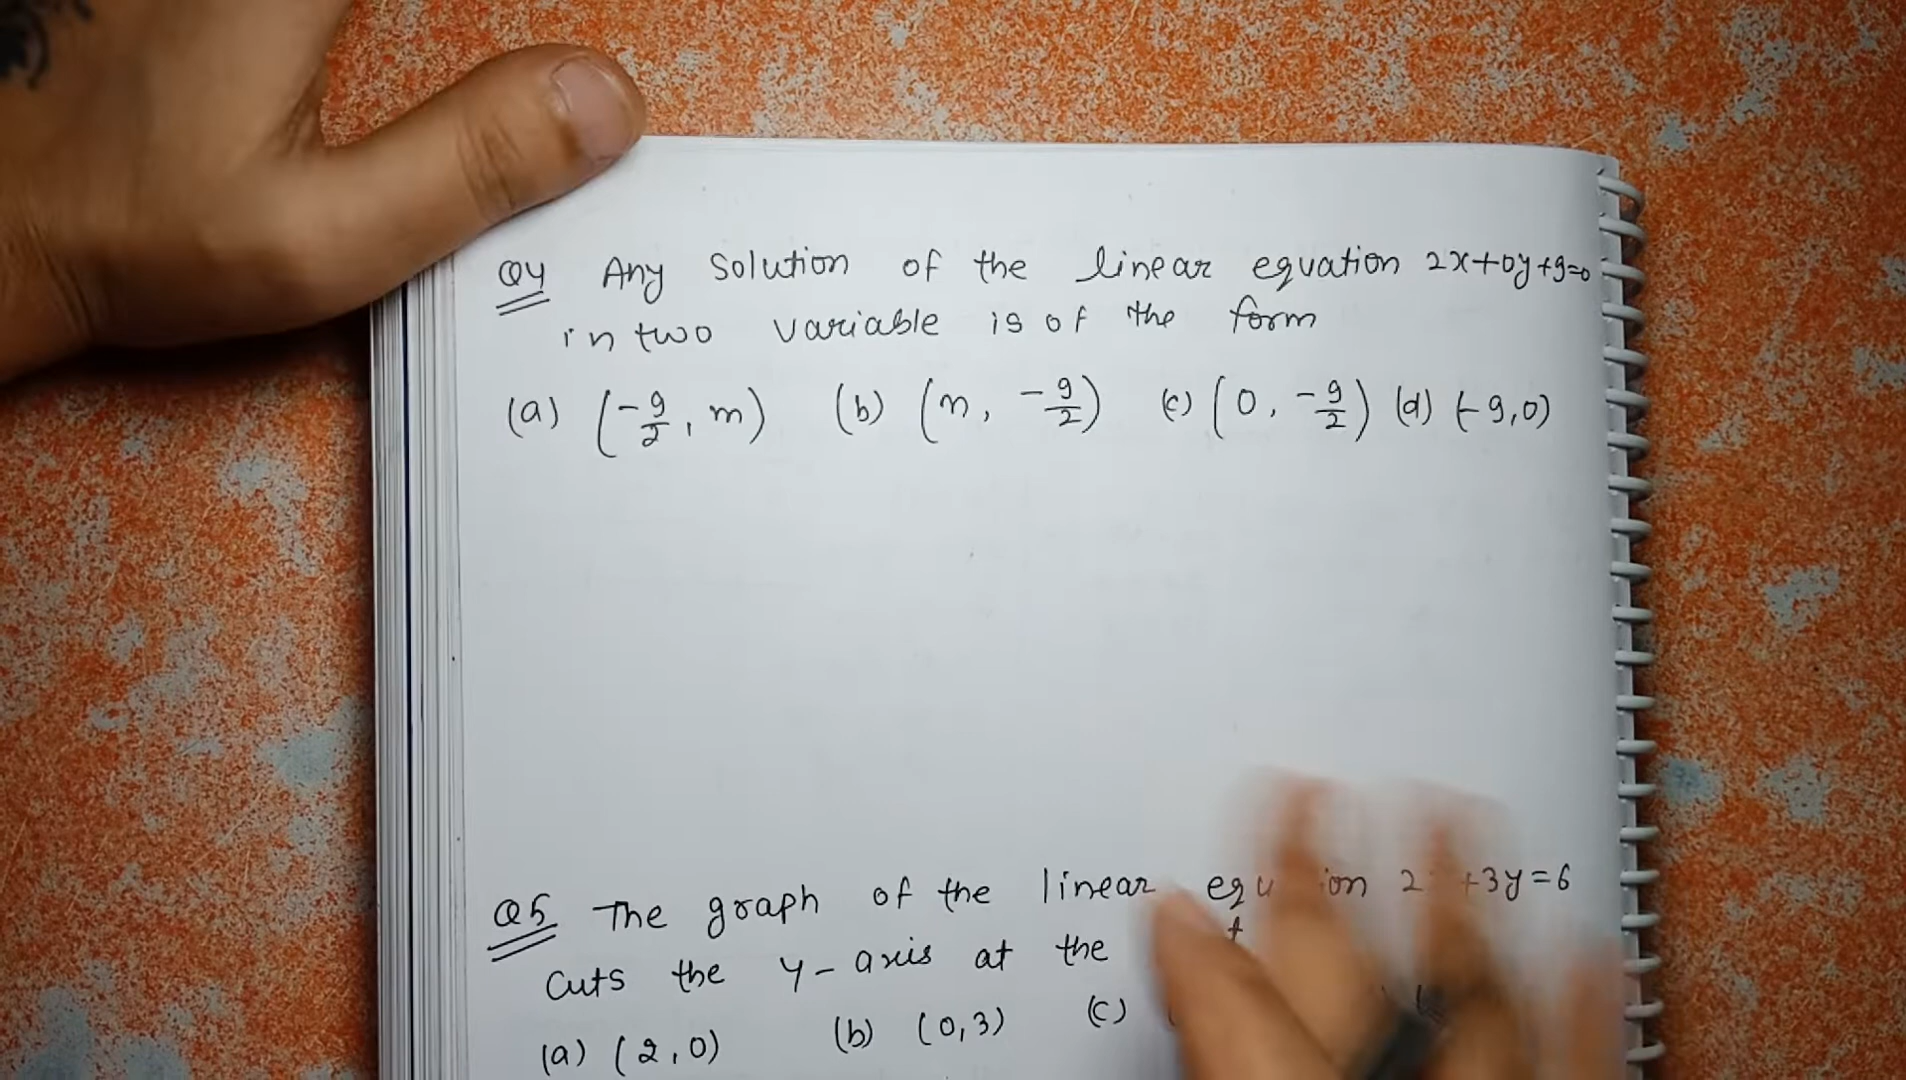 Q4 Any Solution of the linear equation 2x+0y+9=0
in two variable is of the form
(a) (-9/2, m) (b) (n, -9/2) (c) (0, -9/2) (d) (-9,0)
Q5 The graph of the linear 2 +3y=6
Cuts the y-axis at the
(a) (2,0) (b) (0,3) (c)